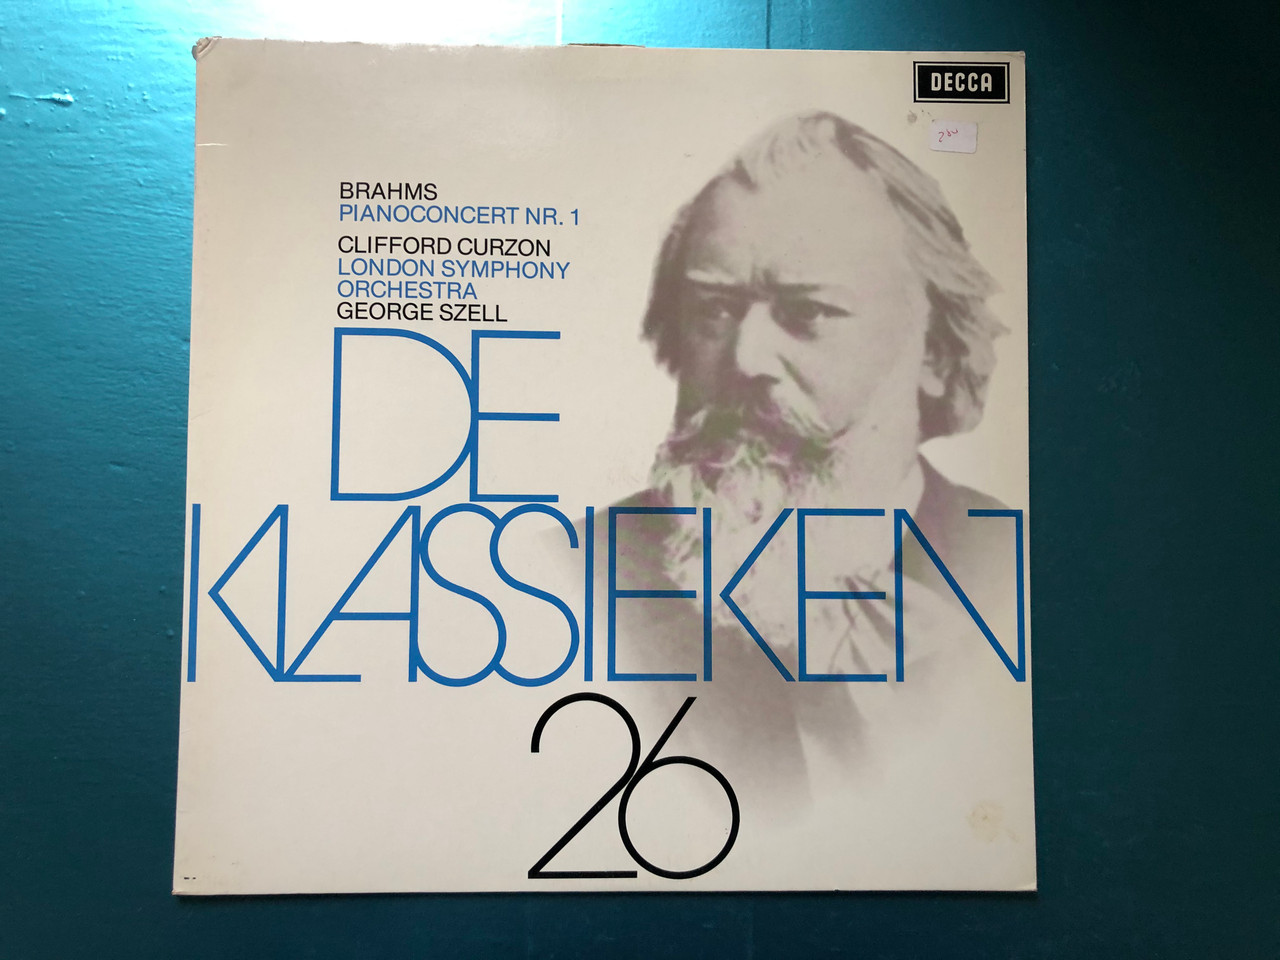 DECCA
BRAHMS
PIANOCONCERT NR. 1
CLIFFORD CURZON
LONDON SYMPHONY
ORCHESTRA
GEORGE SZELL
DE
KLASSIEKEN
26